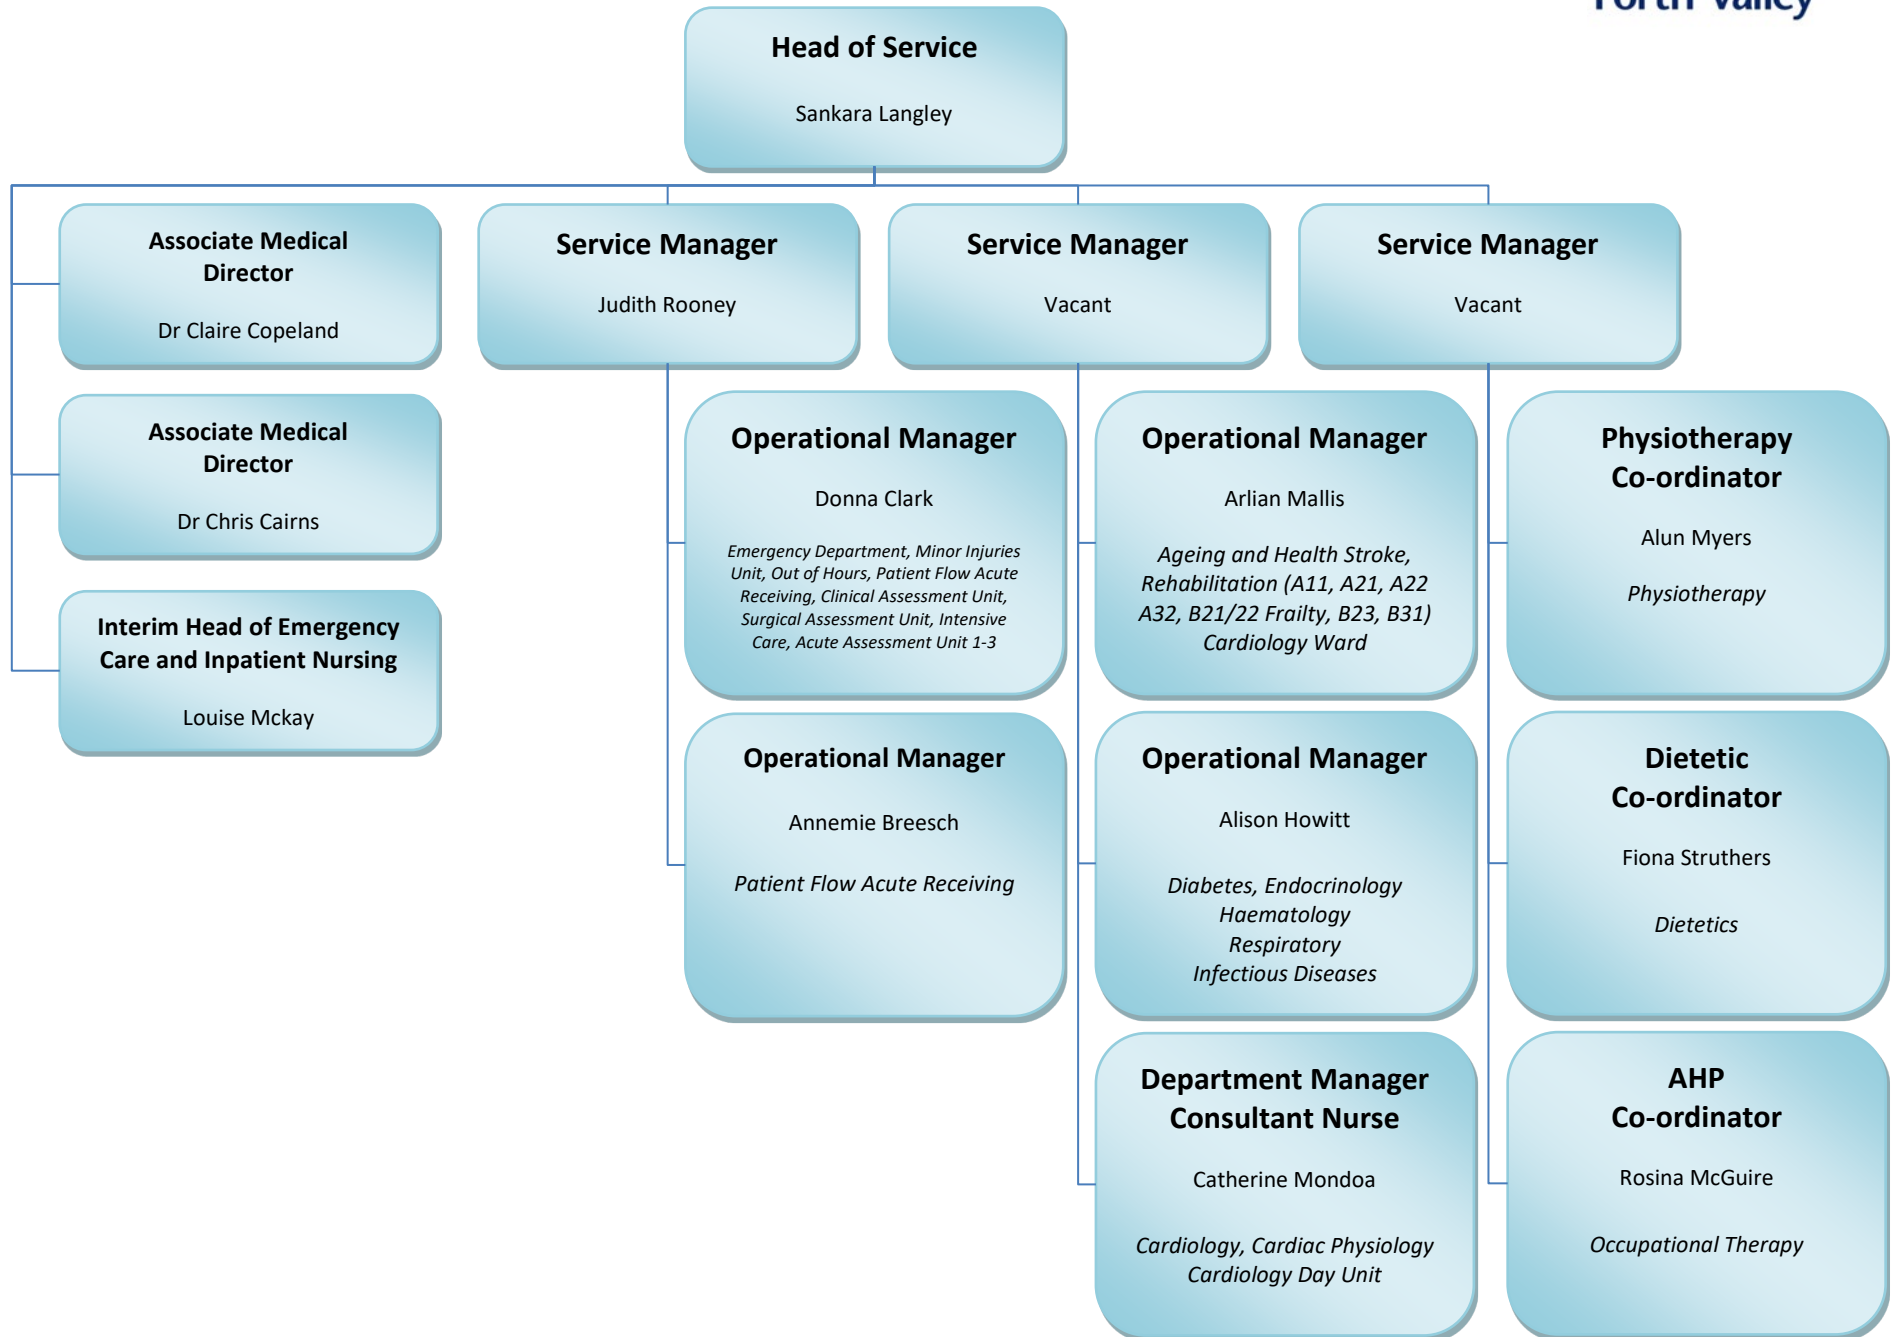 Valley
Head of Service
Sankara Langley
Associate Medical
Director
Dr Claire Copeland
Service Manager
Judith Rooney
Service Manager
Vacant
Service Manager
Vacant
Associate Medical
Director
Dr Chris Cairns
Interim Head of Emergency
Care and Inpatient Nursing
Louise Mckay
Operational Manager
Donna Clark
Emergency Department, Minor Injuries
Unit, Out of Hours, Patient Flow Acute
Receiving, Clinical Assessment Unit,
Surgical Assessment Unit, Intensive
Care, Acute Assessment Unit 1-3
Operational Manager
Arlian Mallis
Ageing and Health Stroke,
Rehabilitation (A11, A21, A22
A32, B21/22 Frailty, B23, B31)
Cardiology Ward
Physiotherapy
Co-ordinator
Alun Myers
Physiotherapy
Operational Manager
Annemie Breesch
Patient Flow Acute Receiving
Operational Manager
Alison Howitt
Diabetes, Endocrinology
Haematology
Respiratory
Infectious Diseases
Dietetic
Co-ordinator
Fiona Struthers
Dietetics
Department Manager
Consultant Nurse
Catherine Mondoa
Cardiology, Cardiac Physiology
Cardiology Day Unit
AHP
Co-ordinator
Rosina McGuire
Occupational Therapy